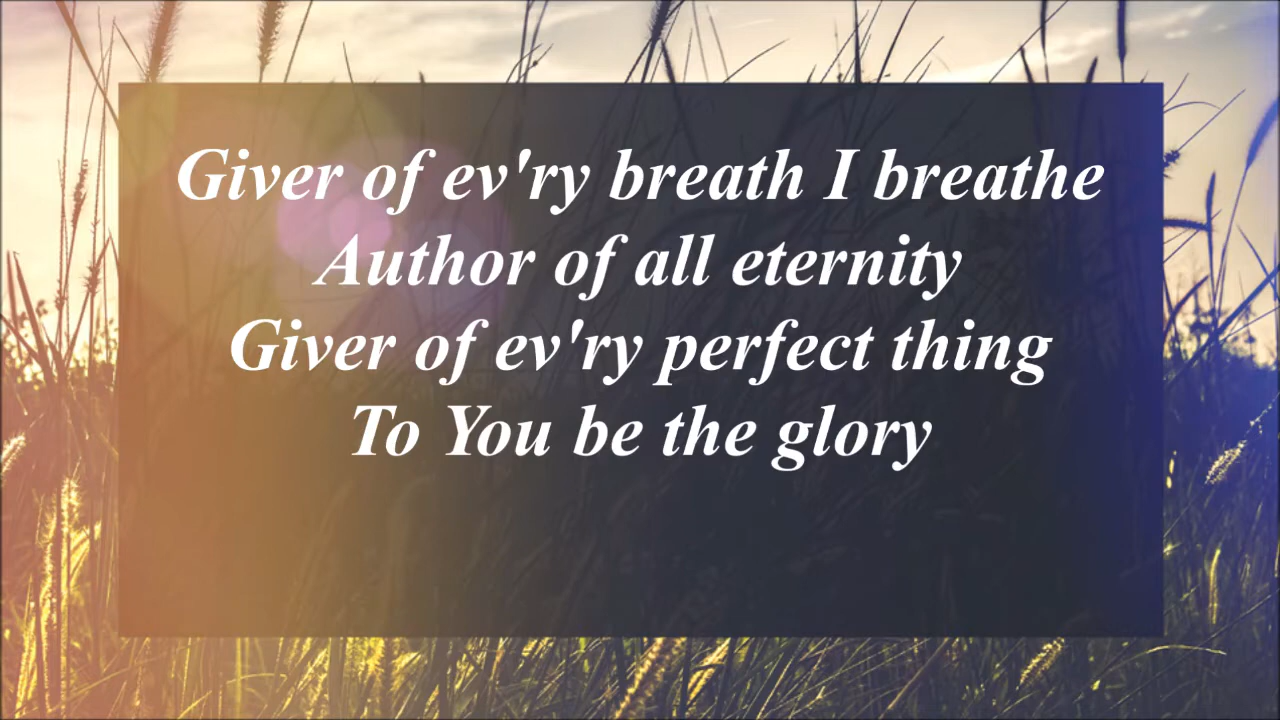 Giver of ev'ry breath I breathe
Author of all eternity
Giver of ev'ry perfect thing
To You be the glory